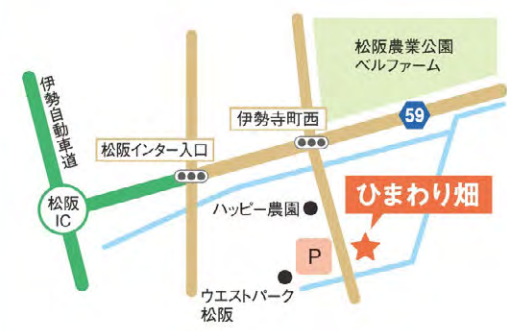 松阪農業公園
ベルファーム
伊勢自動車道
伊勢寺町西
59
松阪インター入口
松阪
IC
ハッピー農園
ひまわり畑
P
ウエストパーク
松阪